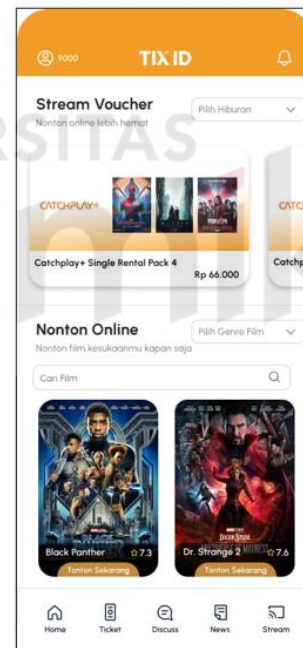 9000 TIX ID
Stream Voucher
Pilih Hiburan
Nonton online lebih hemat
CATCHPLAY+
Catchplay+ Single Rental Pack 4
Rp 66.000
Catchp
Nonton Online
Pilih Genre Film
Nonton film kesukaanmu kapan saja
Cari Film
Black Panther 7.3
Tonton Sekarang
DOCTOR STRANGE
Dr. Strange 2 7.6
Tonton Sekarang
Home Ticket Discuss News Stream